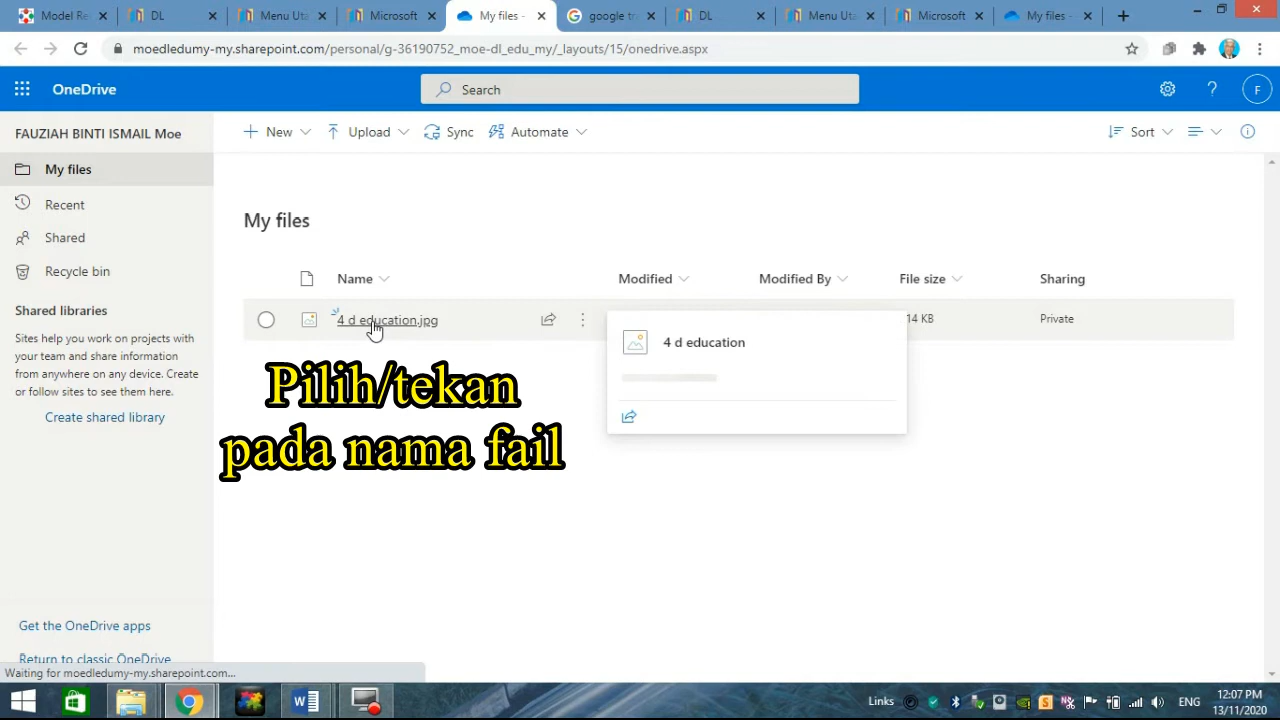 Model Re
DL
Menu Uta
Microsoft
My files -
google tr
DL
Menu Uta
Microsoft
My files -
moedledumy-my.sharepoint.com/personal/g-36190752_moe-dl_edu_my/_layouts/15/onedrive.aspx
OneDrive
Search
F
FAUZIAH BINTI ISMAIL Moe
New
Upload
Sync
Automate
Sort
My files
Recent
Shared
Recycle bin
Shared libraries
Sites help you work on projects with
your team and share information
from anywhere on any device. Create
or follow sites to see them here.
Create shared library
Get the OneDrive apps
Return to classic OneDrive
My files
Name
Modified
Modified By
File size
Sharing
4 d education.jpg
14 KB
Private
4 d education
Pilih/tekan
pada nama fail
Waiting for moedledumy-my.sharepoint.com...
Links
ENG
12:07 PM
13/11/2020